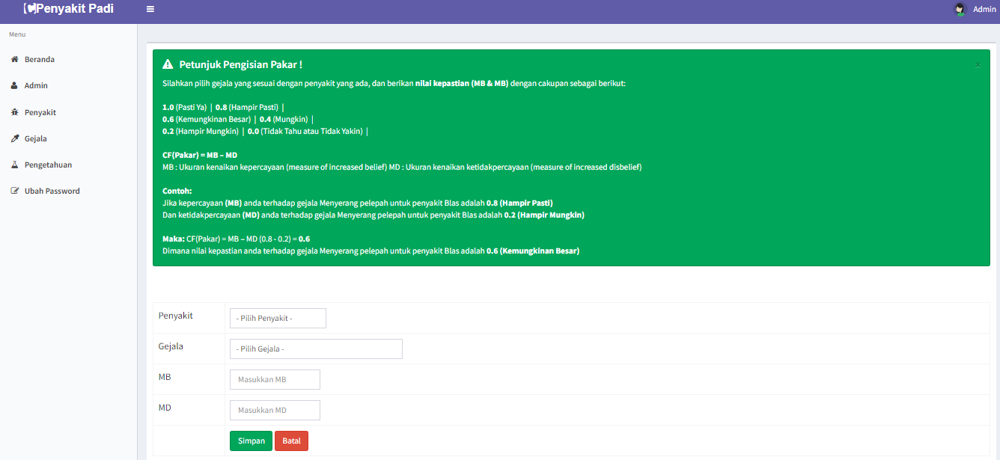 Penyakit Padi
Admin
Menu
Beranda
Admin
Penyakit
Gejala
Pengetahuan
Ubah Password
Petunjuk Pengisian Pakar !
×
Silahkan pilih gejala yang sesuai dengan penyakit yang ada, dan berikan nilai kepastian (MB & MB) dengan cakupan sebagai berikut:
1.0 (Pasti Ya) | 0.8 (Hampir Pasti) |
0.6 (Kemungkinan Besar) | 0.4 (Mungkin) |
0.2 (Hampir Mungkin) | 0.0 (Tidak Tahu atau Tidak Yakin) |
CF(Pakar) = MB – MD
MB : Ukuran kenaikan kepercayaan (measure of increased belief) MD : Ukuran kenaikan ketidakpercayaan (measure of increased disbelief)
Contoh:
Jika kepercayaan (MB) anda terhadap gejala Menyerang pelepah untuk penyakit Blas adalah 0.8 (Hampir Pasti)
Dan ketidakpercayaan (MD) anda terhadap gejala Menyerang pelepah untuk penyakit Blas adalah 0.2 (Hampir Mungkin)
Maka: CF(Pakar) = MB – MD (0.8 - 0.2) = 0.6
Dimana nilai kepastian anda terhadap gejala Menyerang pelepah untuk penyakit Blas adalah 0.6 (Kemungkinan Besar)
Penyakit
- Pilih Penyakit -
Gejala
- Pilih Gejala -
MB
Masukkan MB
MD
Masukkan MD
Simpan
Batal